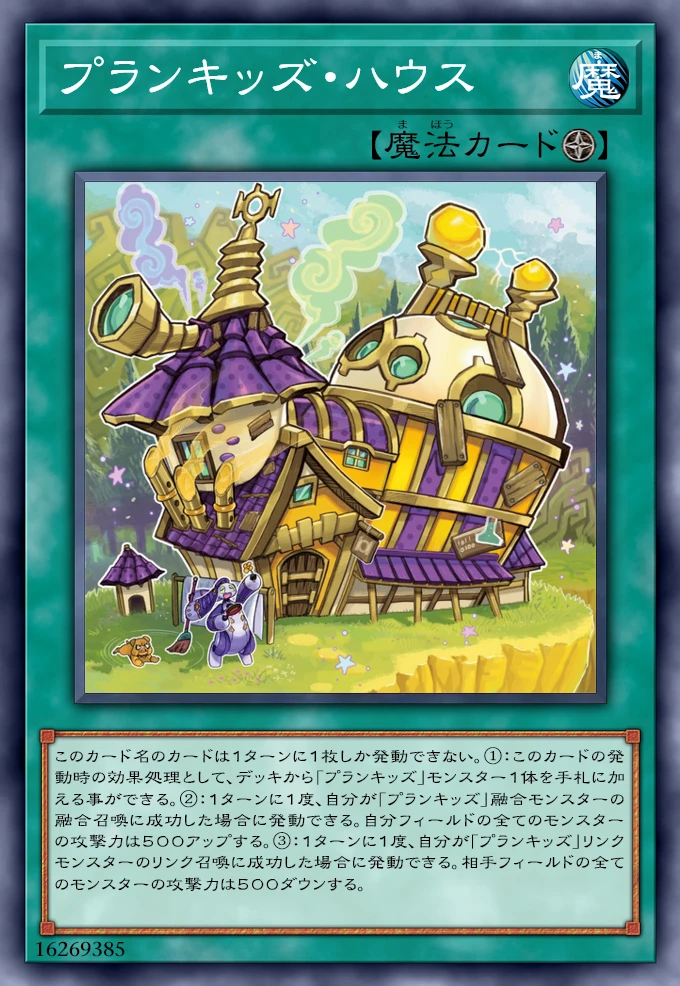 プランキッズ・ハウス
魔
ま
【魔法カード】
ま ほう
このカード名のカードは１ターンに１枚しか発動できない。①：このカードの発
動時の効果処理として、デッキから「プランキッズ」モンスター１体を手札に加
える事ができる。②：１ターンに１度、自分が「プランキッズ」融合モンスターの
融合召喚に成功した場合に発動できる。自分フィールドの全てのモンスター
の攻撃力は５００アップする。③：１ターンに１度、自分が「プランキッズ」リンク
モンスターのリンク召喚に成功した場合に発動できる。相手フィールドの全て
のモンスターの攻撃力は５００ダウンする。
16269385